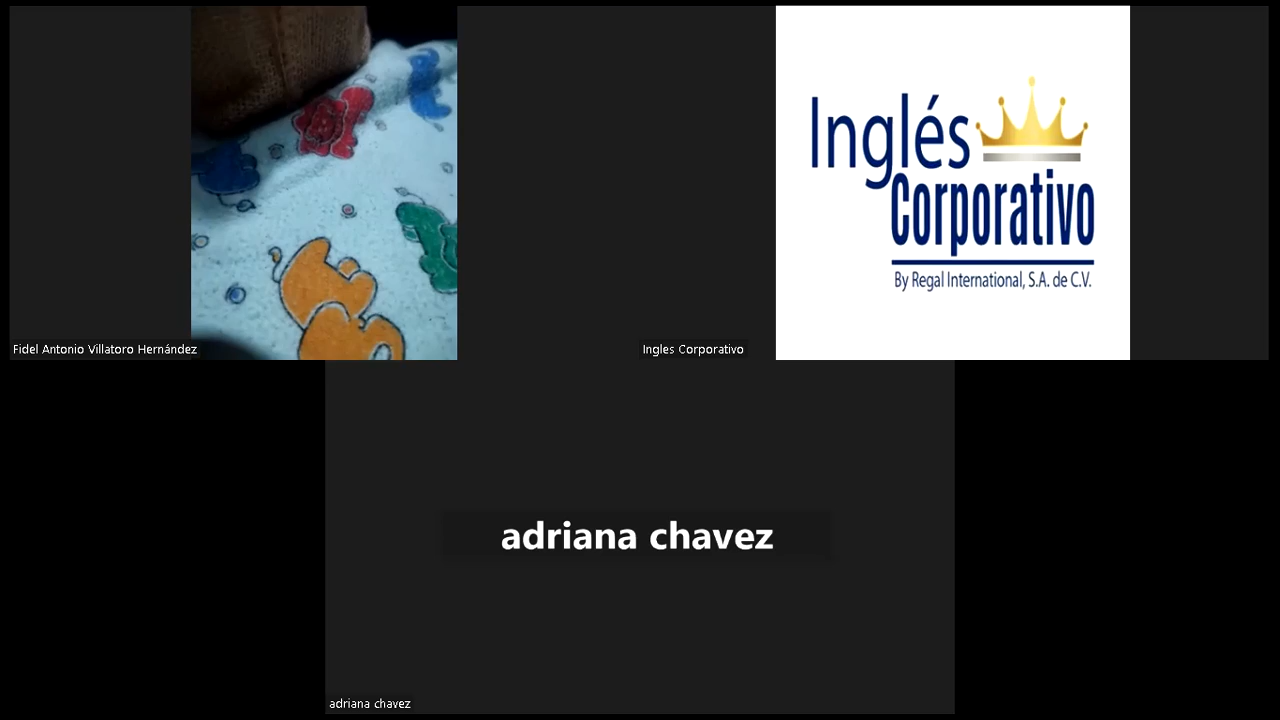 Inglés
Corporativo
By Regal International, S.A. de C.V.
Fidel Antonio Villatoro Hernández
Ingles Corporativo
adriana chavez
adriana chavez